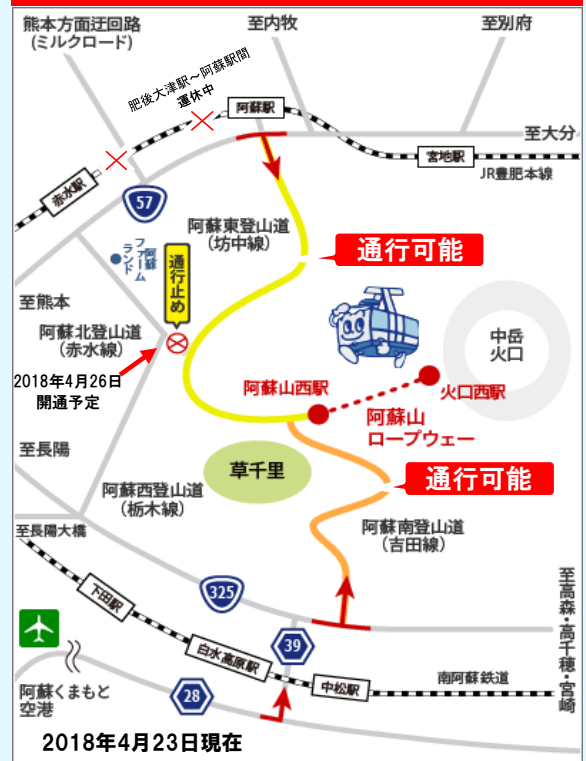 熊本方面迂回路
(ミルクロード)
至内牧
至別府
肥後大津駅～阿蘇駅間
運休中
阿蘇駅
至大分
宮地駅
JR豊肥本線
赤水駅
57
阿蘇東登山道
(坊中線)
通行可能
阿蘇
ファーム
ランド
通行止め
至熊本
阿蘇北登山道
(赤水線)
2018年4月26日
開通予定
中岳
火口
阿蘇山西駅
火口西駅
阿蘇山
ロープウェー
至長陽
草千里
通行可能
阿蘇西登山道
(栃木線)
阿蘇南登山道
(吉田線)
至長陽大橋
325
下田駅
至高森・高千穂・宮崎
39
白水高原駅
中松駅
南阿蘇鉄道
28
阿蘇くまもと
空港
2018年4月23日現在